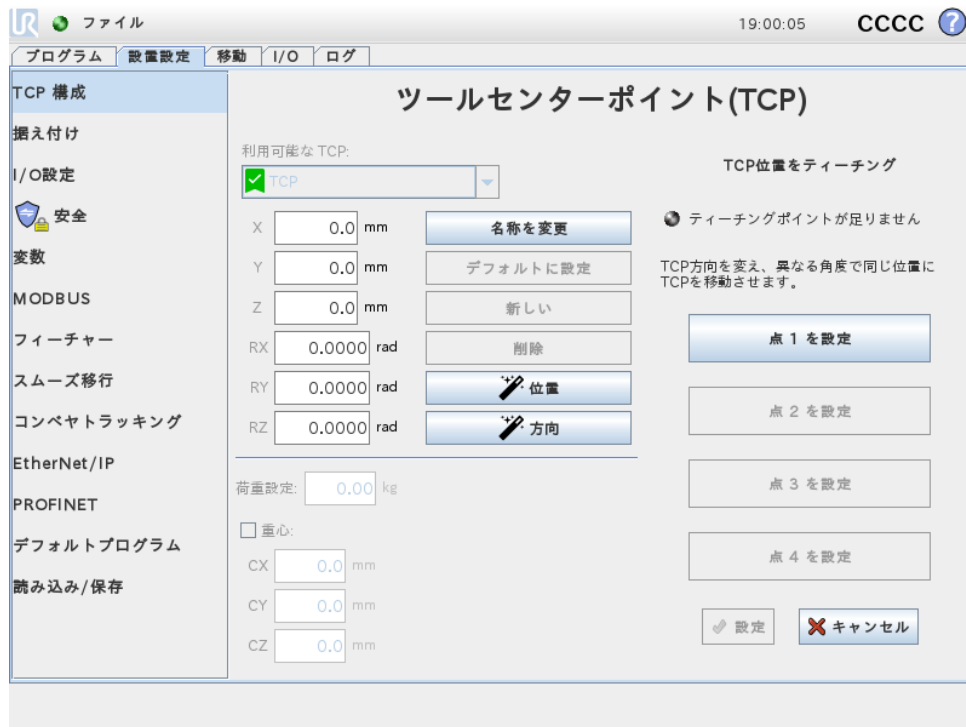 UR ファイル 19:00:05 CCCC ?
プログラム 設置設定 移動 I/O ログ
TCP 構成
据え付け
I/O設定
安全
変数
MODBUS
フィーチャー
スムーズ移行
コンベヤトラッキング
EtherNet/IP
PROFINET
デフォルトプログラム
読み込み/保存
ツールセンターポイント(TCP)
利用可能な TCP:
TCP
X 0.0 mm 名称を変更
Y 0.0 mm デフォルトに設定
Z 0.0 mm 新しい
RX 0.0000 rad 削除
RY 0.0000 rad 位置
RZ 0.0000 rad 方向
荷重設定: 0.00 kg
重心:
CX 0.0 mm
CY 0.0 mm
CZ 0.0 mm
TCP位置をティーチング
ティーチングポイントが足りません
TCP方向を変え、異なる角度で同じ位置に
TCPを移動させます。
点 1 を設定
点 2 を設定
点 3 を設定
点 4 を設定
設定 キャンセル